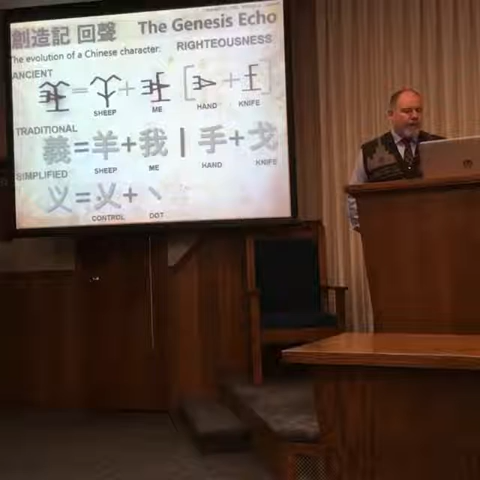 創造記 回聲 The Genesis Echo
The evolution of a Chinese character: RIGHTEOUSNESS
ANCIENT
= + [ + ]
SHEEP ME HAND KNIFE
TRADITIONAL
義=羊+我 | 手+戈
SHEEP ME HAND KNIFE
SIMPLIFIED
义=乂+丶
CONTROL DOT